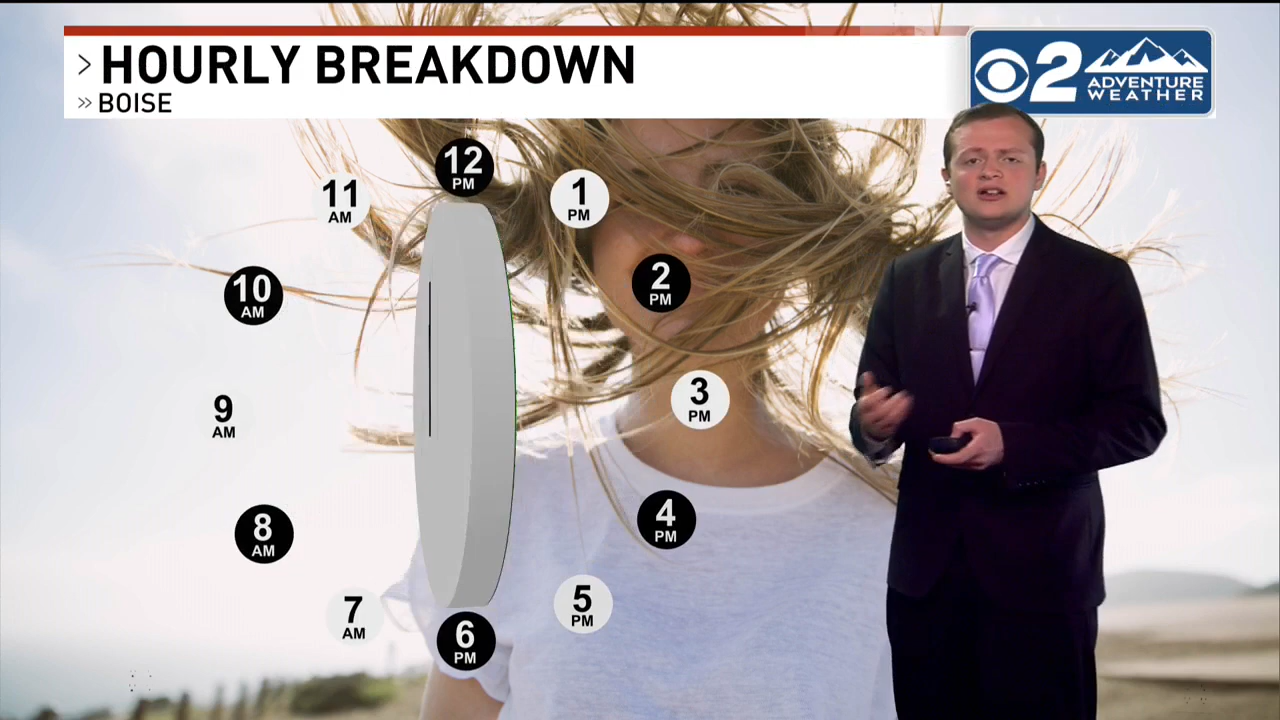 > HOURLY BREAKDOWN
» BOISE
2
ADVENTURE
WEATHER
12
PM
11
AM
1
PM
10
AM
2
PM
9
AM
3
PM
8
AM
4
PM
7
AM
5
PM
6
PM